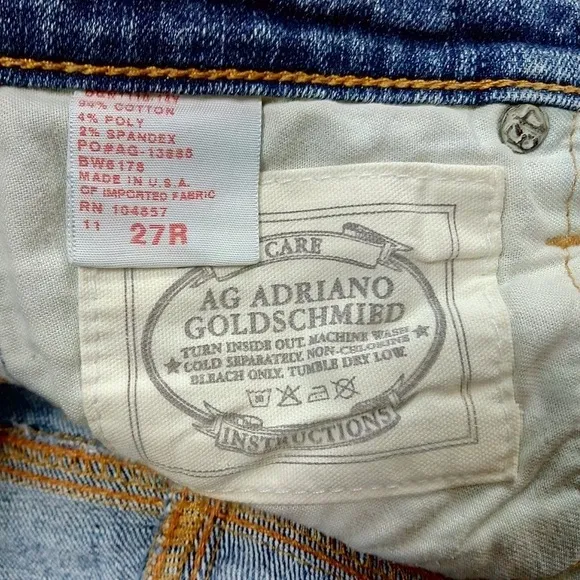 94% COTTON
4% POLY
2% SPANDEX
PO#AG-13885
BW6178
MADE IN U.S.A.
OF IMPORTED FABRIC
RN 104857
11 27R
CARE
AG ADRIANO
GOLDSCHMIED
TURN INSIDE OUT. MACHINE WASH
COLD SEPARATELY. NON-CHLORINE
BLEACH ONLY. TUMBLE DRY LOW.
INSTRUCTIONS